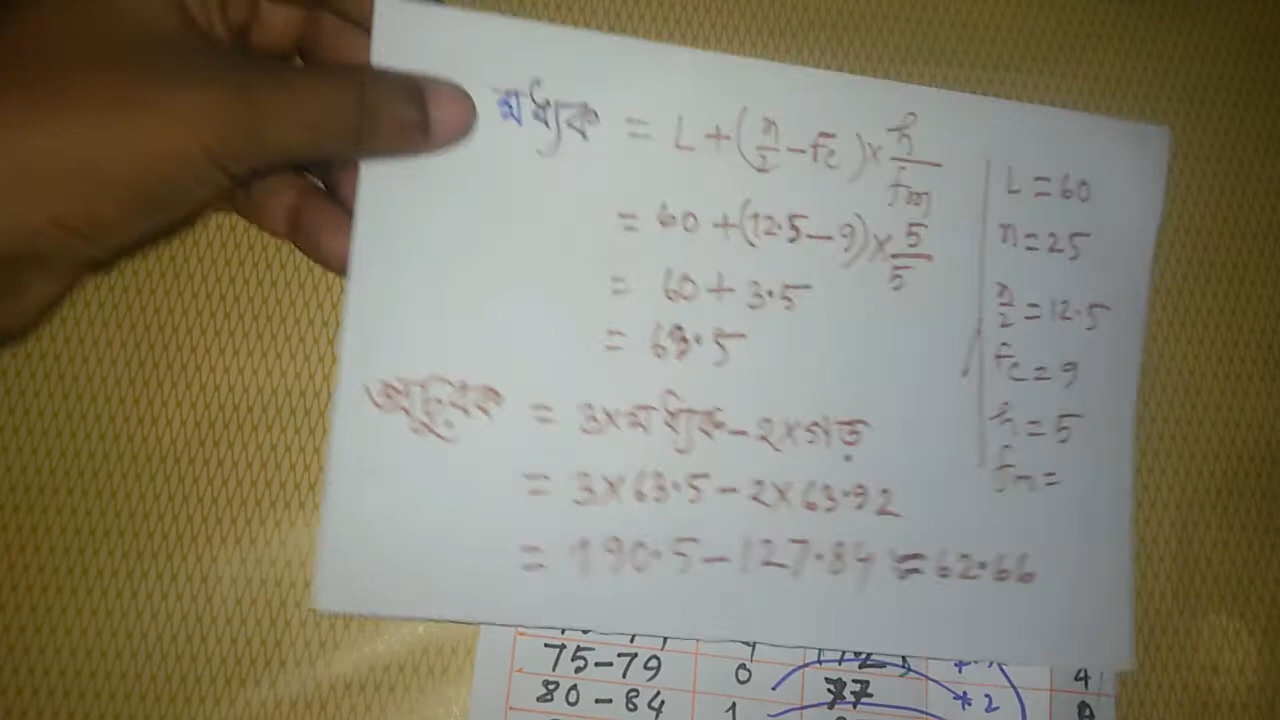 মধ্যক = L + (n/2 - fc) × h/fm
= 60 + (12.5 - 9) × 5/5
= 60 + 3.5
= 63.5
প্রচুরক = 3×মধ্যক - 2×গড়
= 3×63.5 - 2×63.92
= 190.5 - 127.84 = 62.66
L = 60
n = 25
n/2 = 12.5
fc = 9
h = 5
fm =
75-79 0 4
80-84 1 77 +2